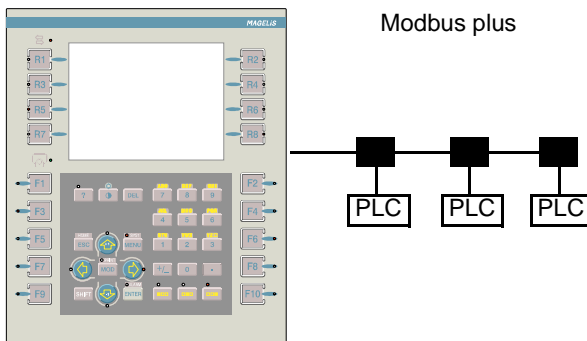 MAGELiS
Modbus plus
R1 R2
R3 R4
R5 R6
R7 R8
F1 F2
? DEL 7 8 9
F3 F4
4 5 6
F5 F6
ESC MENU 1 2 3
F7 F8
MOD +/_ 0 .
F9 F10
SHIFT ENTER
PLC PLC PLC